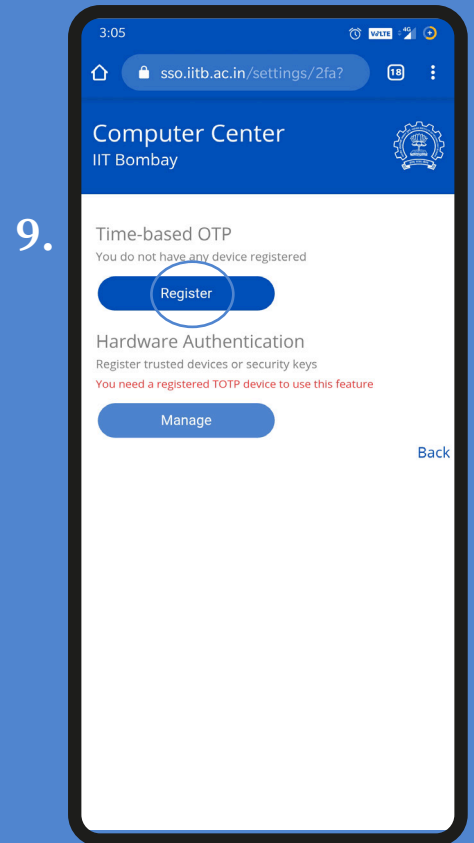 9.
3:05
VoLTE 4G
sso.iitb.ac.in/settings/2fa?
18
Computer Center
IIT Bombay
Time-based OTP
You do not have any device registered
Register
Hardware Authentication
Register trusted devices or security keys
You need a registered TOTP device to use this feature
Manage
Back